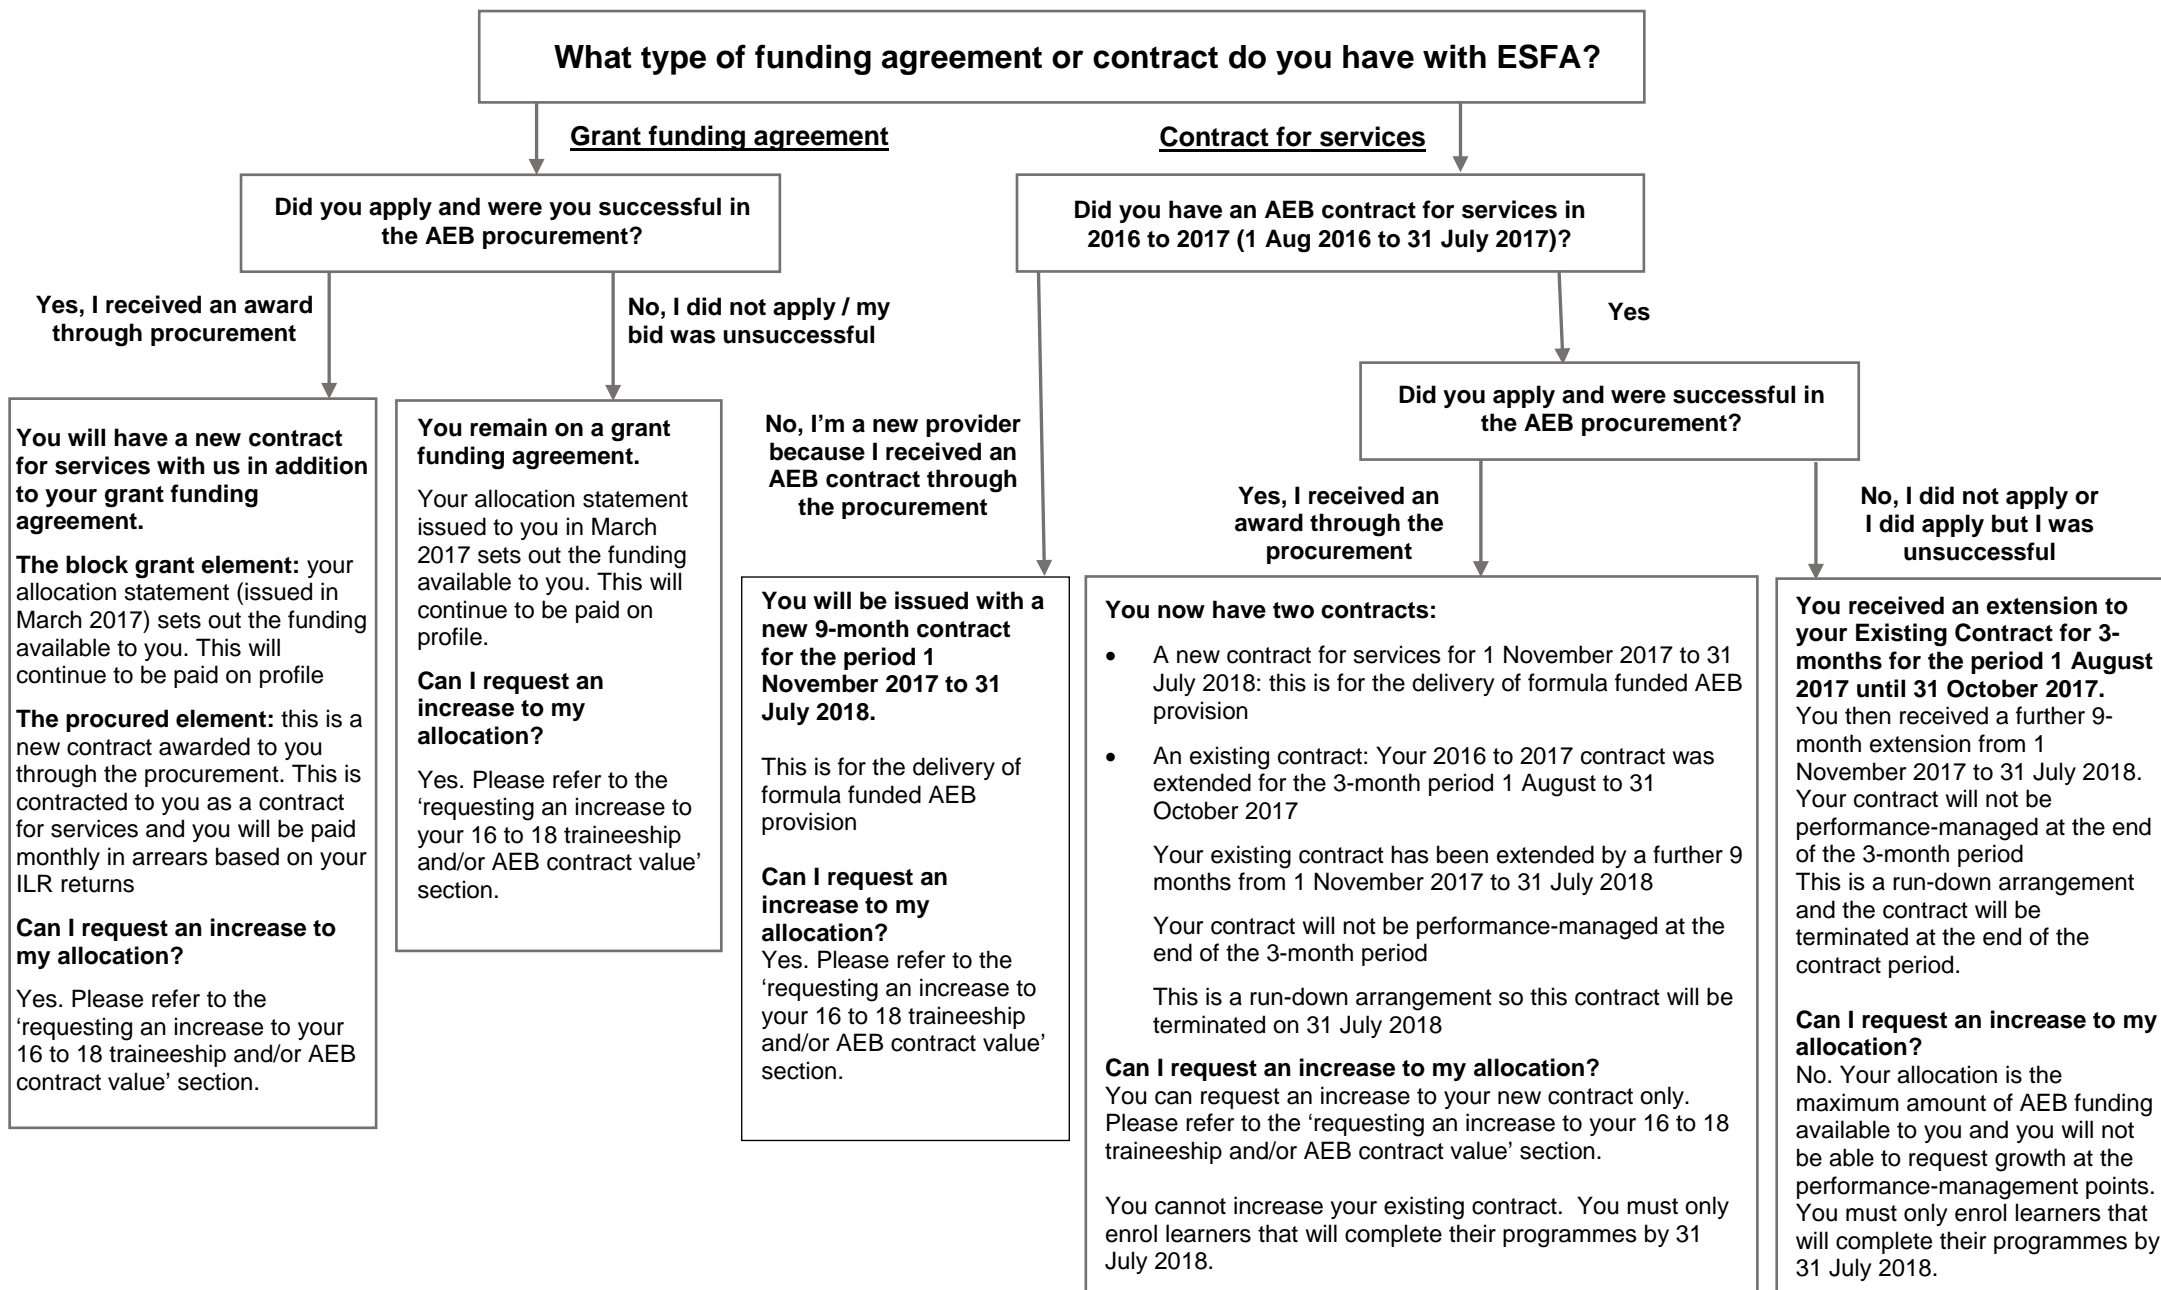 What type of funding agreement or contract do you have with ESFA?
Grant funding agreement
Contract for services
Did you apply and were you successful in
the AEB procurement?
Did you have an AEB contract for services in
2016 to 2017 (1 Aug 2016 to 31 July 2017)?
Yes, I received an award
through procurement
No, I did not apply / my
bid was unsuccessful
Yes
Did you apply and were successful in
the AEB procurement?
No, I'm a new provider
because I received an
AEB contract through
the procurement
Yes, I received an
award through the
procurement
No, I did not apply or
I did apply but I was
unsuccessful
You will have a new contract
for services with us in addition
to your grant funding
agreement.
The block grant element: your
allocation statement (issued in
March 2017) sets out the funding
available to you. This will
continue to be paid on profile
The procured element: this is a
new contract awarded to you
through the procurement. This is
contracted to you as a contract
for services and you will be paid
monthly in arrears based on your
ILR returns
Can I request an increase to
my allocation?
Yes. Please refer to the
‘requesting an increase to your
16 to 18 traineeship and/or AEB
contract value’ section.
You remain on a grant
funding agreement.
Your allocation statement
issued to you in March
2017 sets out the funding
available to you. This will
continue to be paid on
profile.
Can I request an
increase to my
allocation?
Yes. Please refer to the
‘requesting an increase to
your 16 to 18 traineeship
and/or AEB contract value’
section.
You will be issued with a
new 9-month contract
for the period 1
November 2017 to 31
July 2018.
This is for the delivery of
formula funded AEB
provision
Can I request an
increase to my
allocation?
Yes. Please refer to the
‘requesting an increase to
your 16 to 18 traineeship
and/or AEB contract value’
section.
You now have two contracts:
• A new contract for services for 1 November 2017 to 31
July 2018: this is for the delivery of formula funded AEB
provision
• An existing contract: Your 2016 to 2017 contract was
extended for the 3-month period 1 August to 31
October 2017
Your existing contract has been extended by a further 9
months from 1 November 2017 to 31 July 2018
Your contract will not be performance-managed at the
end of the 3-month period
This is a run-down arrangement so this contract will be
terminated on 31 July 2018
Can I request an increase to my allocation?
You can request an increase to your new contract only.
Please refer to the ‘requesting an increase to your 16 to 18
traineeship and/or AEB contract value’ section.
You cannot increase your existing contract.  You must only
enrol learners that will complete their programmes by 31
July 2018.
You received an extension to
your Existing Contract for 3-
months for the period 1 August
2017 until 31 October 2017.
You then received a further 9-
month extension from 1
November 2017 to 31 July 2018.
Your contract will not be
performance-managed at the end
of the 3-month period
This is a run-down arrangement
and the contract will be
terminated at the end of the
contract period.
Can I request an increase to my
allocation?
No. Your allocation is the
maximum amount of AEB funding
available to you and you will not
be able to request growth at the
performance-management points.
You must only enrol learners that
will complete their programmes by
31 July 2018.